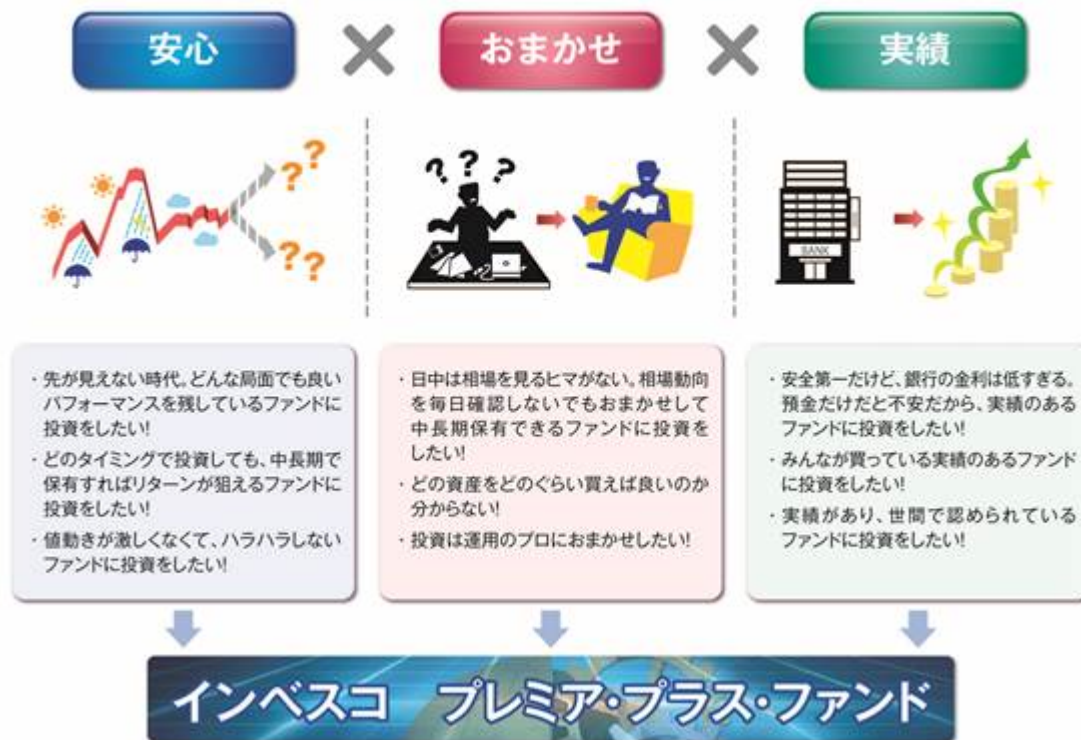 安心 × おまかせ × 実績
? ?
? ?
? ? ?
BANK
・先が見えない時代。どんな局面でも良い
パフォーマンスを残しているファンドに
投資をしたい!
・どのタイミングで投資しても、中長期で
保有すればリターンが狙えるファンドに
投資をしたい!
・値動きが激しくなくて、ハラハラしない
ファンドに投資をしたい!
・日中は相場を見るヒマがない。相場動向
を毎日確認しないでもおまかせして
中長期保有できるファンドに投資を
したい!
・どの資産をどのぐらい買えば良いのか
分からない!
・投資は運用のプロにおまかせしたい!
・安全第一だけど、銀行の金利は低すぎる。
預金だけだと不安だから、実績のある
ファンドに投資をしたい!
・みんなが買っている実績のあるファンド
に投資をしたい!
・実績があり、世間で認められている
ファンドに投資をしたい!
インベスコ プレミア・プラス・ファンド